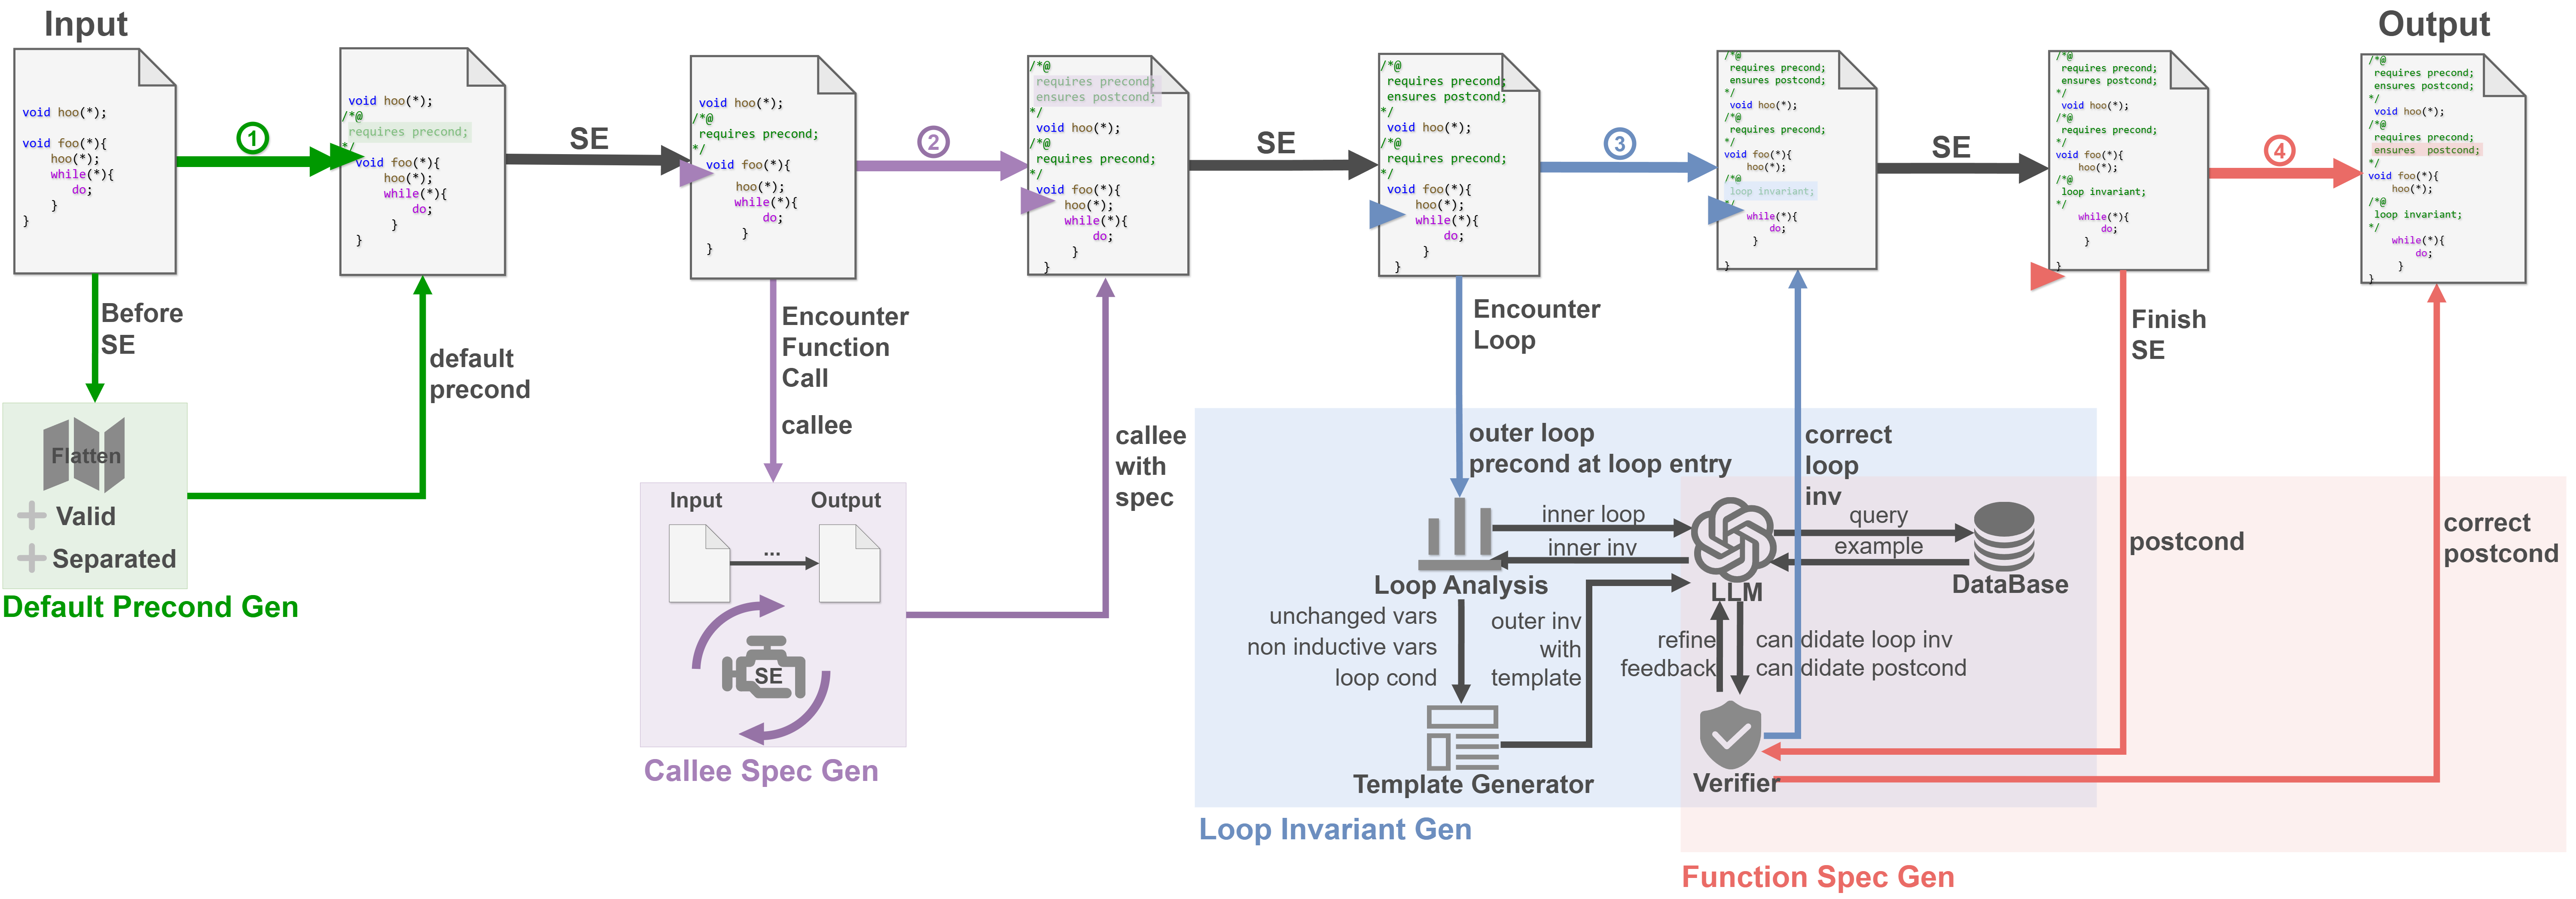 Input
void hoo(*);
void foo(*){
hoo(*);
while(*){
do;
}
}
1
void hoo(*);
/*@
requires precond;
*/
void foo(*){
hoo(*);
while(*){
do;
}
}
SE
void hoo(*);
/*@
requires precond;
*/
void foo(*){
hoo(*);
while(*){
do;
}
}
2
/*@
requires precond;
ensures postcond;
*/
void hoo(*);
/*@
requires precond;
*/
void foo(*){
hoo(*);
while(*){
do;
}
}
SE
/*@
requires precond;
ensures postcond;
*/
void hoo(*);
/*@
requires precond;
*/
void foo(*){
hoo(*);
while(*){
do;
}
}
3
/*@
requires precond;
ensures postcond;
*/
void hoo(*);
/*@
requires precond;
*/
void foo(*){
hoo(*);
/*@
loop invariant;
*/
while(*){
do;
}
}
SE
/*@
requires precond;
ensures postcond;
*/
void hoo(*);
/*@
requires precond;
*/
void foo(*){
hoo(*);
/*@
loop invariant;
*/
while(*){
do;
}
}
4
Output
/*@
requires precond;
ensures postcond;
*/
void hoo(*);
/*@
requires precond;
ensures postcond;
*/
void foo(*){
hoo(*);
/*@
loop invariant;
*/
while(*){
do;
}
}
Before
SE
default
precond
Flatten
Valid
Separated
Default Precond Gen
Encounter
Function
Call
callee
Input
Output
...
SE
Callee Spec Gen
callee
with
spec
Encounter
Loop
outer loop
precond at loop entry
inner loop
inner inv
Loop Analysis
unchanged vars
non inductive vars
loop cond
outer inv
with
template
Template Generator
Loop Invariant Gen
correct
loop
inv
query
example
LLM
DataBase
refine
feedback
candidate loop inv
candidate postcond
Verifier
Function Spec Gen
Finish
SE
postcond
correct
postcond